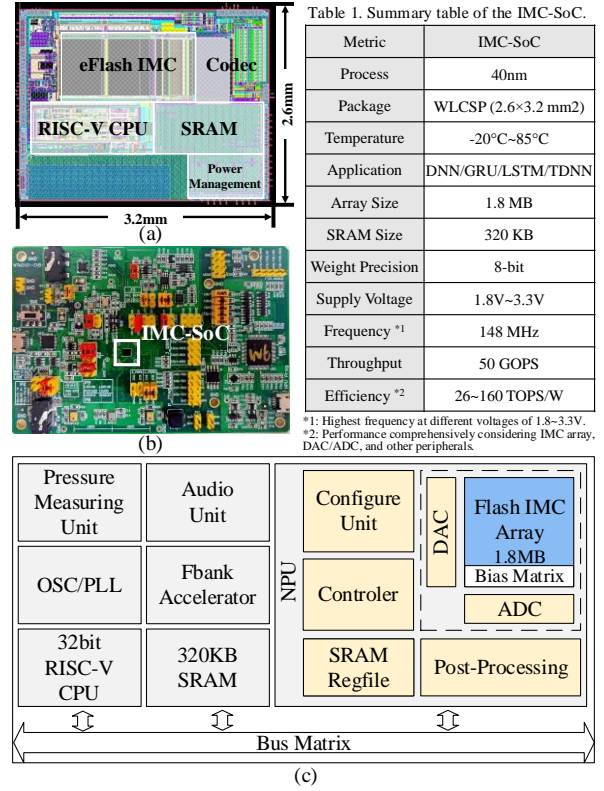 eFlash IMC
Codec
RISC-V CPU
SRAM
Power
Management
2.6mm
3.2mm
(a)
IMC-SoC
(b)
Table 1. Summary table of the IMC-SoC.
Metric IMC-SoC
Process 40nm
Package WLCSP (2.6×3.2 mm2)
Temperature -20°C~85°C
Application DNN/GRU/LSTM/TDNN
Array Size 1.8 MB
SRAM Size 320 KB
Weight Precision 8-bit
Supply Voltage 1.8V~3.3V
Frequency *1 148 MHz
Throughput 50 GOPS
Efficiency *2 26~160 TOPS/W
*1: Highest frequency at different voltages of 1.8~3.3V.
*2: Performance comprehensively considering IMC array,
DAC/ADC, and other peripherals.
Pressure
Measuring
Unit
Audio
Unit
OSC/PLL
Fbank
Accelerator
32bit
RISC-V
CPU
320KB
SRAM
NPU
Configure
Unit
Controler
SRAM
Regfile
DAC
Flash IMC
Array
1.8MB
Bias Matrix
ADC
Post-Processing
Bus Matrix
(c)